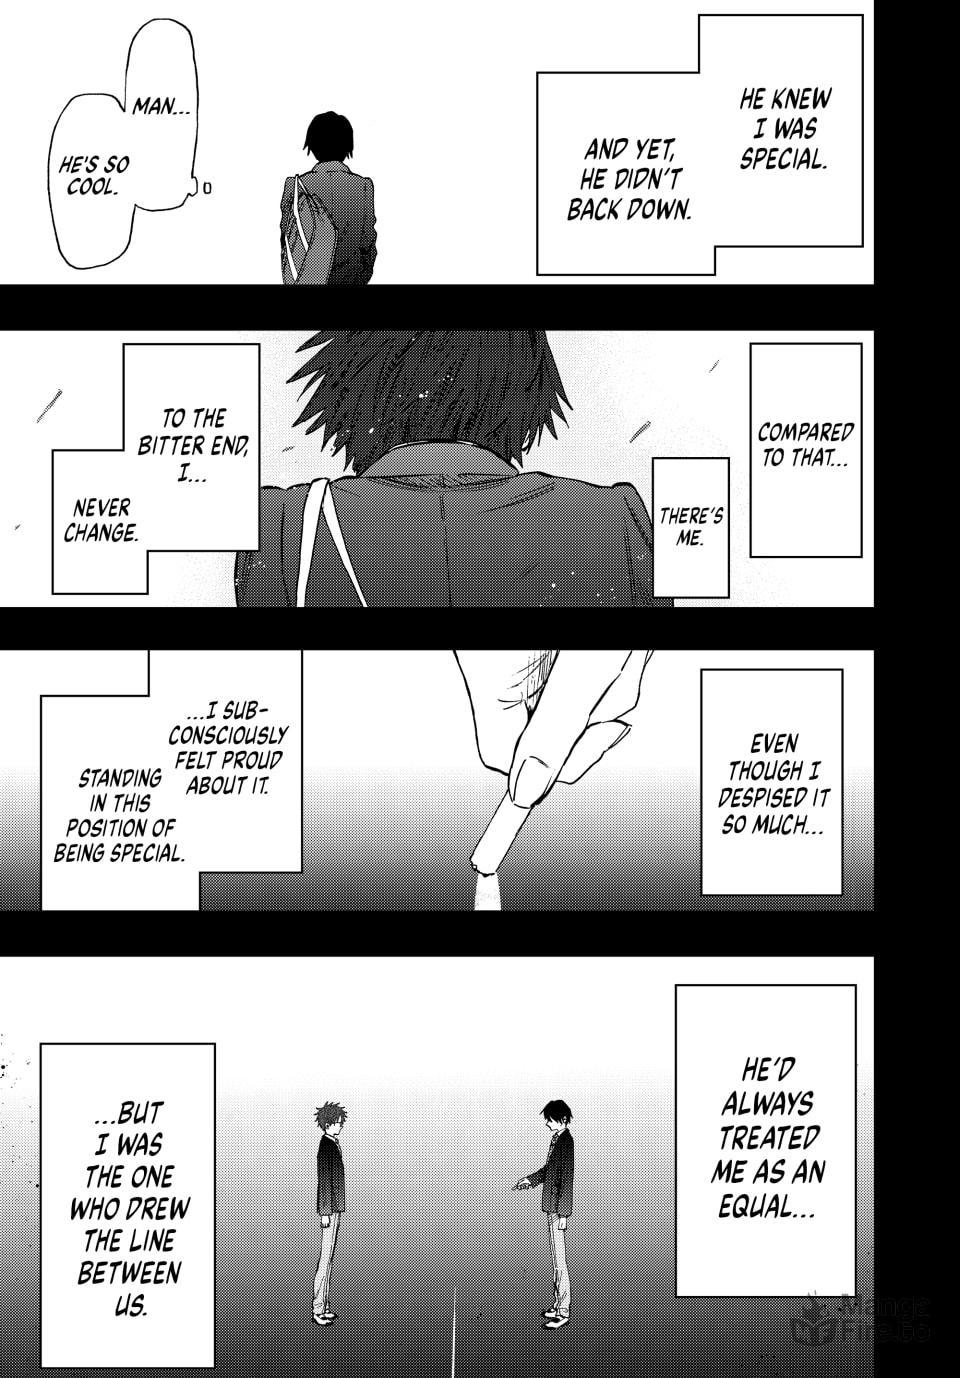 HE KNEW
I WAS
SPECIAL.
AND YET,
HE DIDN'T
BACK DOWN.
MAN...
HE'S SO
COOL.
COMPARED
TO THAT...
THERE'S
ME.
TO THE
BITTER END,
I...
NEVER
CHANGE.
EVEN
THOUGH I
DESPISED IT
SO MUCH...
...I SUB-
CONSCIOUSLY
FELT PROUD
ABOUT IT.
STANDING
IN THIS
POSITION OF
BEING SPECIAL.
HE'D
ALWAYS
TREATED
ME AS AN
EQUAL...
...BUT
I WAS
THE ONE
WHO DREW
THE LINE
BETWEEN
US.
Manga
Fire.to